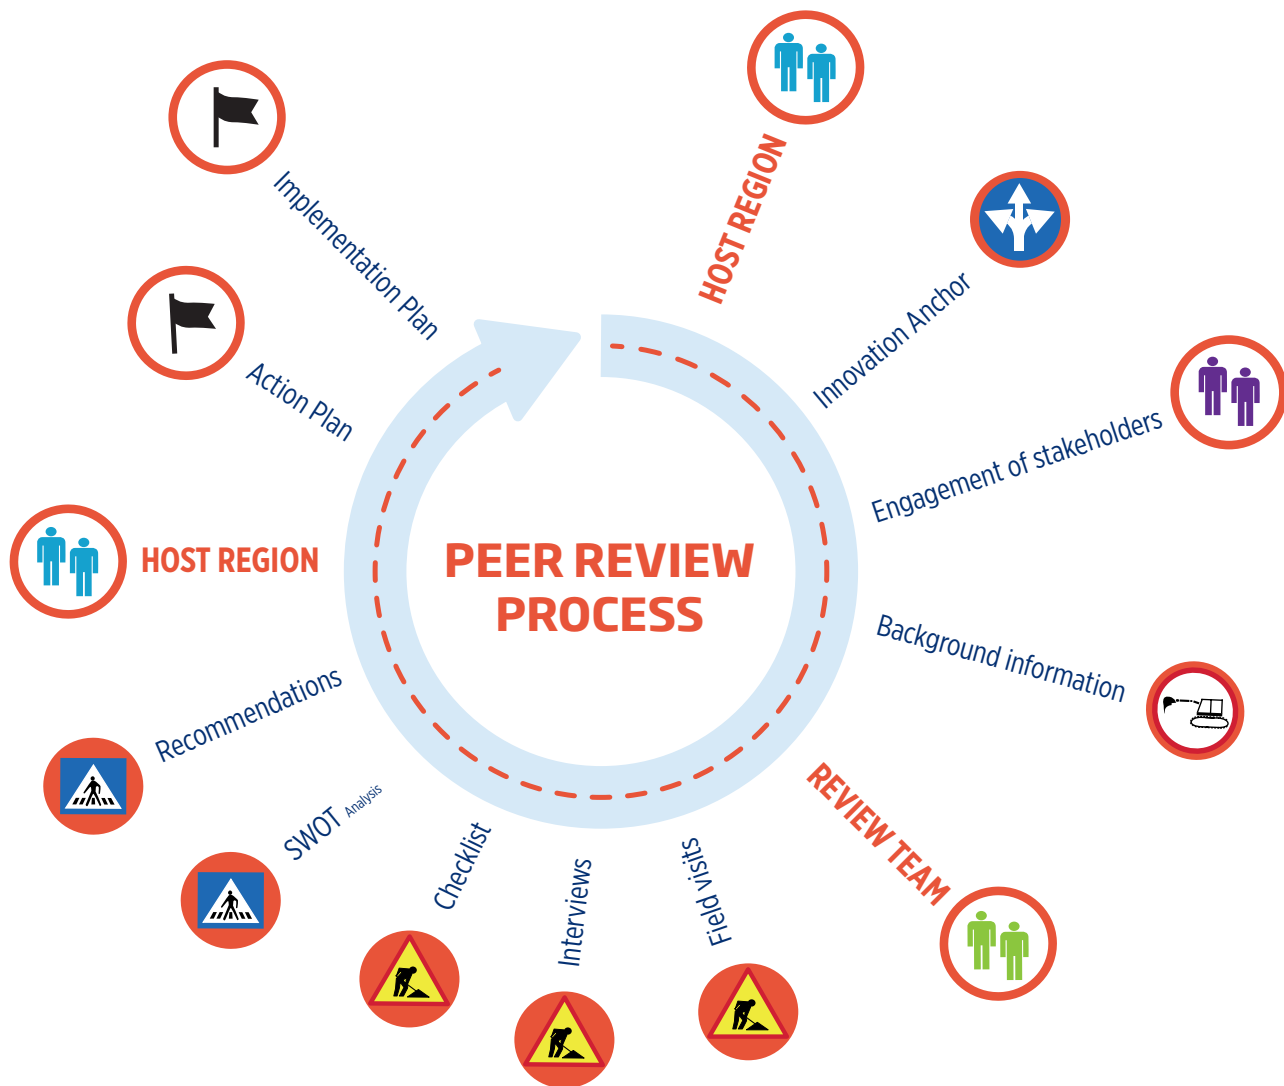 PEER REVIEW
PROCESS
HOST REGION
Innovation Anchor
Engagement of stakeholders
Background information
REVIEW TEAM
Field visits
Interviews
Checklist
SWOT Analysis
Recommendations
HOST REGION
Action Plan
Implementation Plan